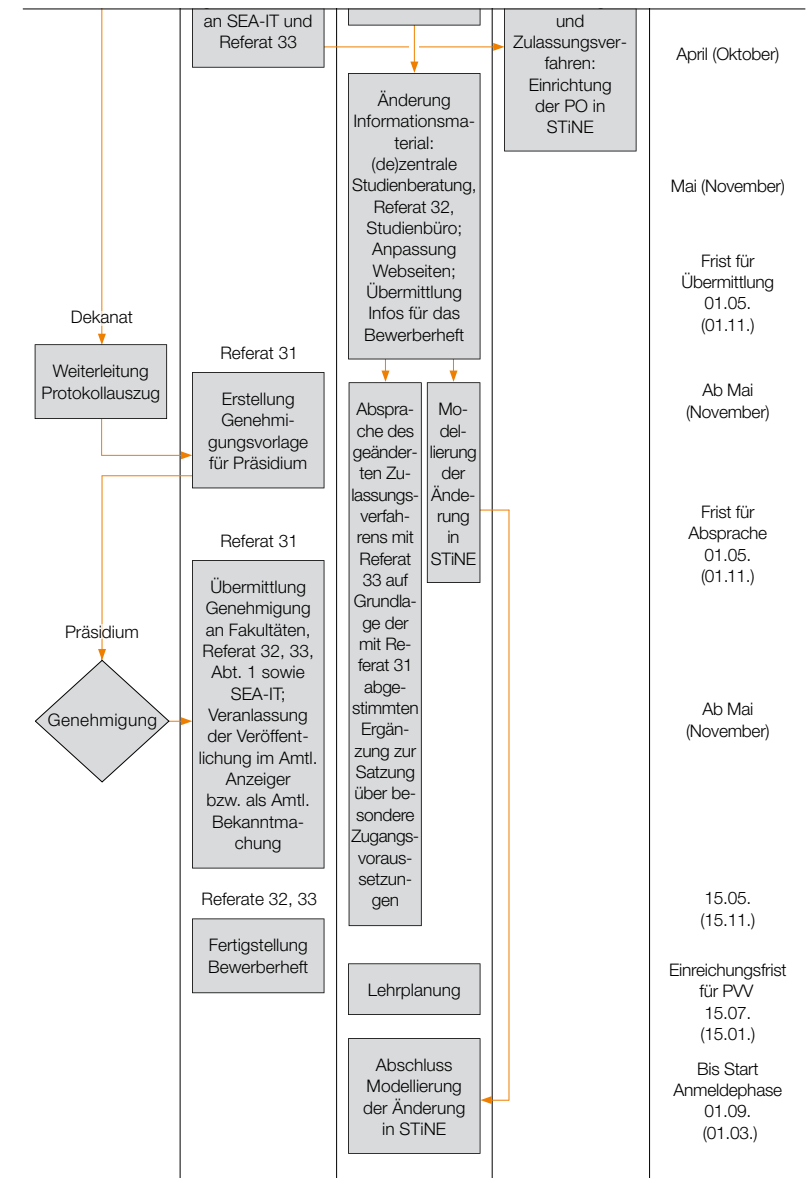 an SEA-IT und
Referat 33
und
Zulassungsver-
fahren:
Einrichtung
der PO in
STiNE
April (Oktober)
Änderung
Informationsma-
terial:
(de)zentrale
Studienberatung,
Referat 32,
Studienbüro;
Anpassung
Webseiten;
Übermittlung
Infos für das
Bewerberheft
Mai (November)
Frist für
Übermittlung
01.05.
(01.11.)
Dekanat
Weiterleitung
Protokollauszug
Referat 31
Erstellung
Genehmi-
gungsvorlage
für Präsidium
Abspra-
che des
geänder-
ten Zu-
lassungs-
verfah-
rens mit
Referat
33 auf
Grundla-
ge der
mit Re-
ferat 31
abge-
stimmten
Ergän-
zung zur
Satzung
über be-
sondere
Zugangs-
voraus-
setzungen
Mo-
del-
lierung
der
Ände-
rung
in
STiNE
Ab Mai
(November)
Frist für
Absprache
01.05.
(01.11.)
Präsidium
Genehmigung
Referat 31
Übermittlung
Genehmigung
an Fakultäten,
Referat 32, 33,
Abt. 1 sowie
SEA-IT;
Veranlassung
der Veröffent-
lichung im Amtl.
Anzeiger
bzw. als Amtl.
Bekanntma-
chung
Ab Mai
(November)
Referate 32, 33
Fertigstellung
Bewerberheft
15.05.
(15.11.)
Lehrplanung
Einreichungsfrist
für PVV
15.07.
(15.01.)
Abschluss
Modellierung
der Änderung
in STiNE
Bis Start
Anmeldephase
01.09.
(01.03.)